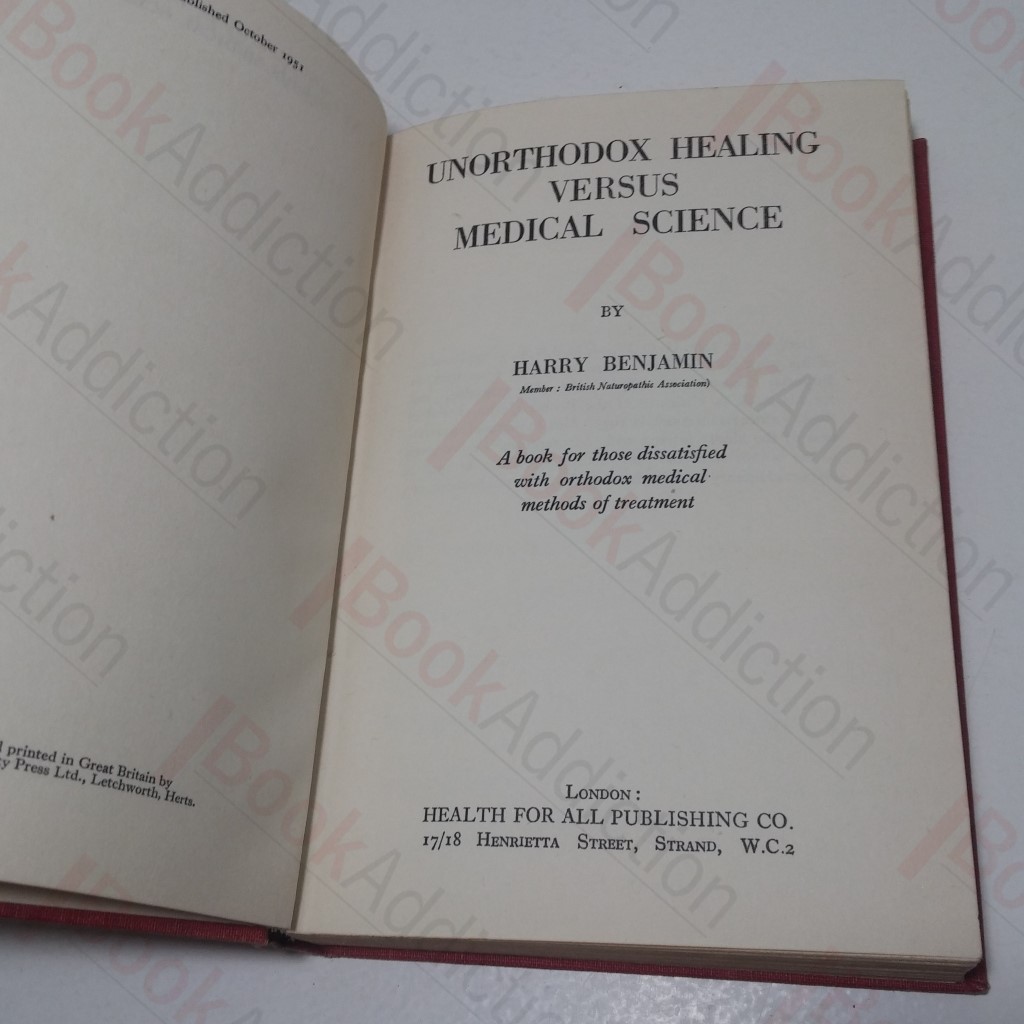 Published October 1951
printed in Great Britain by
Press Ltd., Letchworth, Herts.
UNORTHODOX HEALING
VERSUS
MEDICAL SCIENCE
BY
HARRY BENJAMIN
Member : British Naturopathic Association)
A book for those dissatisfied
with orthodox medical
methods of treatment
LONDON :
HEALTH FOR ALL PUBLISHING CO.
17/18 HENRIETTA STREET, STRAND, W.C.2
BookAddiction